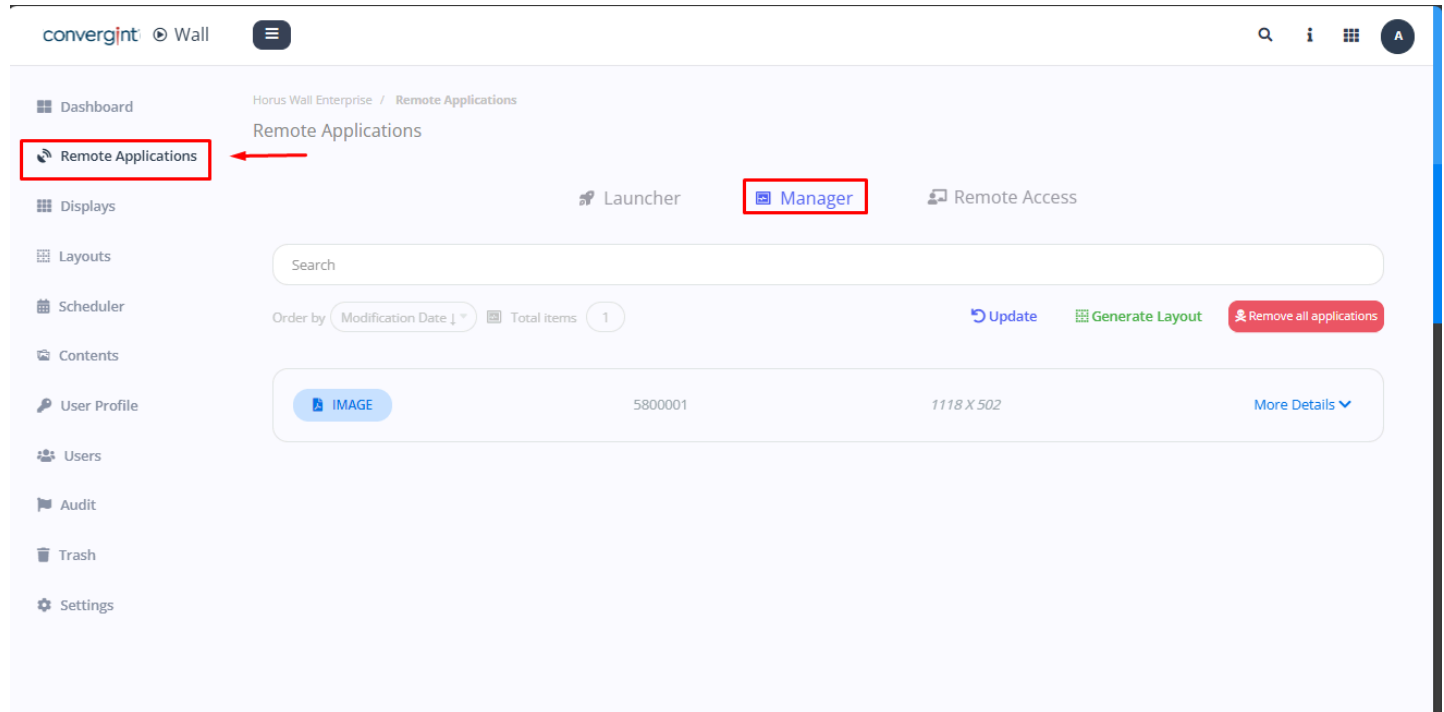 convergint Wall
A
Dashboard
Remote Applications
Displays
Layouts
Scheduler
Contents
User Profile
Users
Audit
Trash
Settings
Horus Wall Enterprise / Remote Applications
Remote Applications
Launcher Manager Remote Access
Search
Order by Modification Date ↓ Total items 1 Update Generate Layout Remove all applications
IMAGE 5800001 1118 X 502 More Details